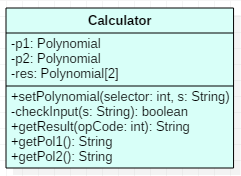 Calculator
-p1: Polynomial
-p2: Polynomial
-res: Polynomial[2]
+setPolynomial(selector: int, s: String)
-checkInput(s: String): boolean
+getResult(opCode: int): String
+getPol1(): String
+getPol2(): String